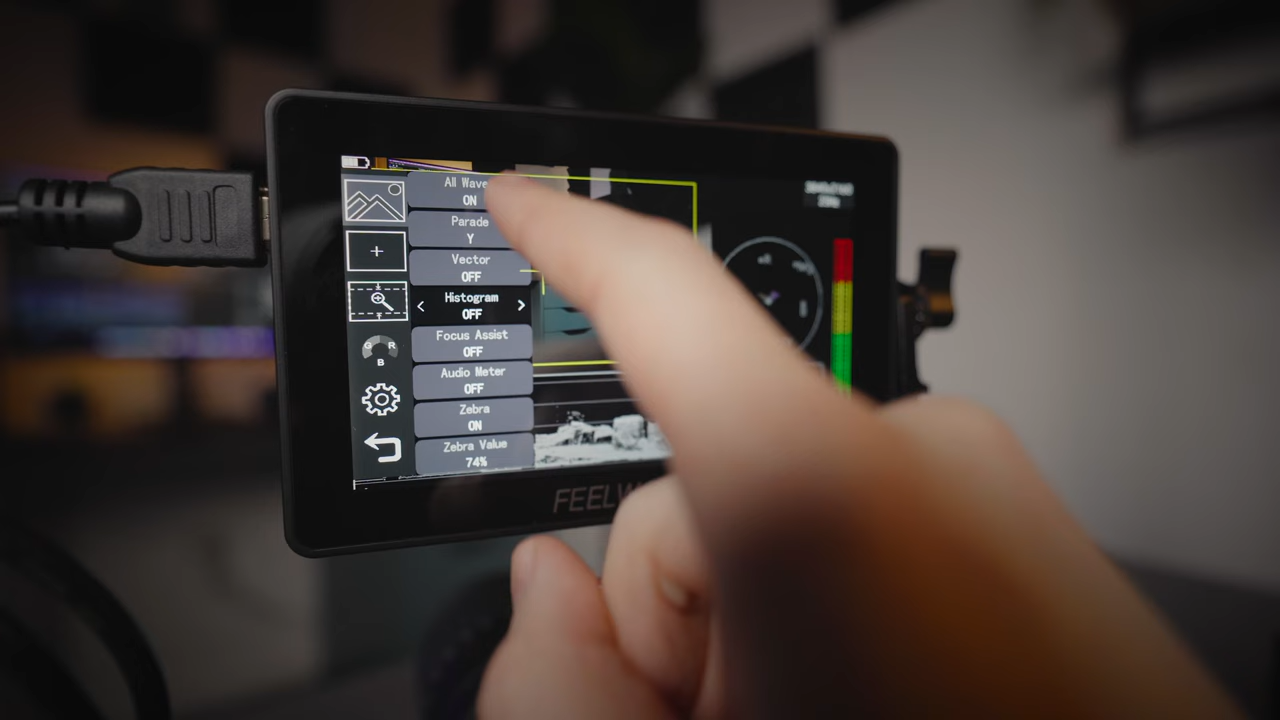 All Wave
ON
Parade
Y
Vector
OFF
Histogram
OFF
Focus Assist
OFF
Audio Meter
OFF
Zebra
ON
Zebra Value
74%
G R
B
FEELW